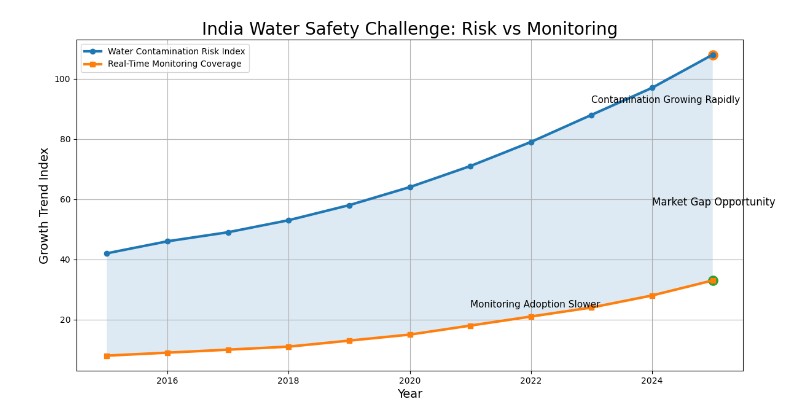 India Water Safety Challenge: Risk vs Monitoring
Water Contamination Risk Index
Real-Time Monitoring Coverage
Growth Trend Index
100
80
60
40
20
Contamination Growing Rapidly
Market Gap Opportunity
Monitoring Adoption Slower
2016
2018
2020
2022
2024
Year